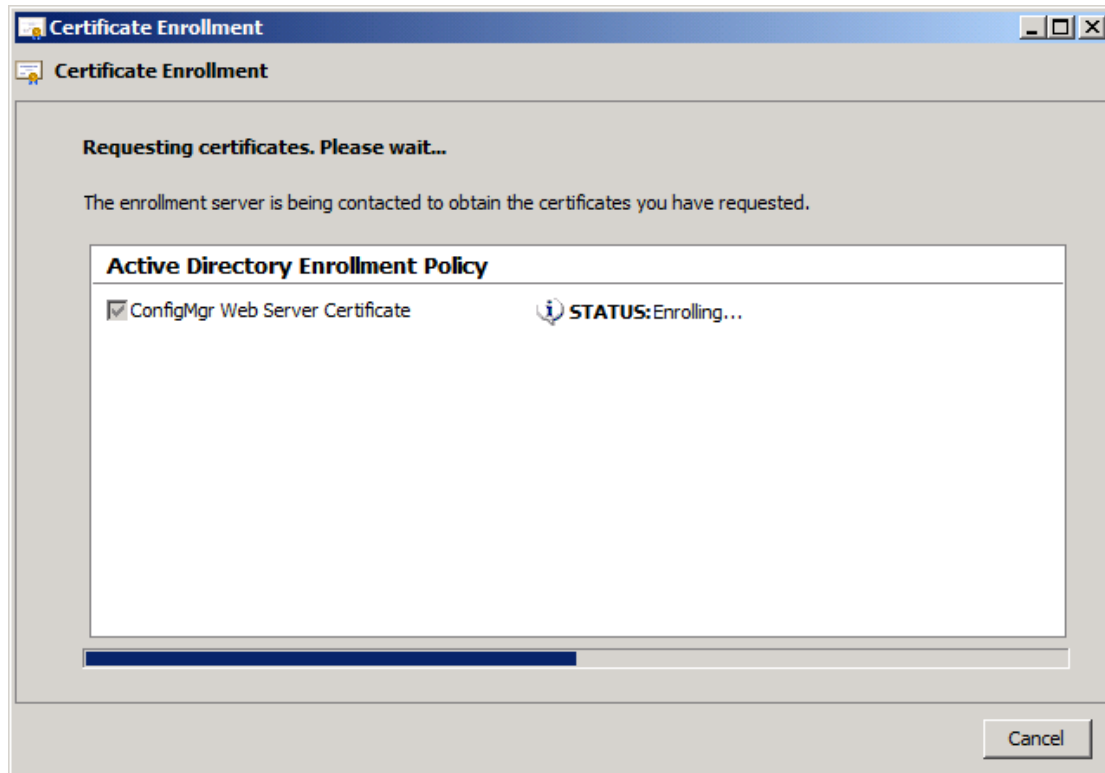 Certificate Enrollment
Certificate Enrollment
Requesting certificates. Please wait...
The enrollment server is being contacted to obtain the certificates you have requested.
Active Directory Enrollment Policy
ConfigMgr Web Server Certificate STATUS: Enrolling...
Cancel